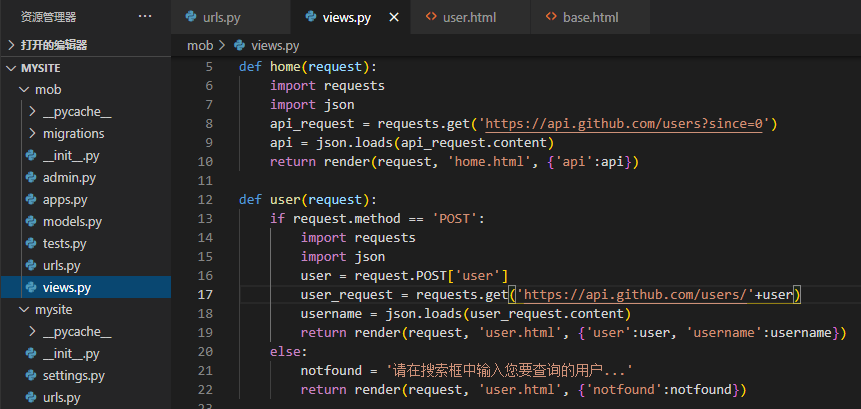 资源管理器 ...
打开的编辑器
MYSITE
mob
__pycache__
migrations
__init__.py
admin.py
apps.py
models.py
tests.py
urls.py
views.py
mysite
__pycache__
__init__.py
settings.py
urls.py
urls.py views.py user.html base.html
mob > views.py
5 def home(request):
6 import requests
7 import json
8 api_request = requests.get('https://api.github.com/users?since=0')
9 api = json.loads(api_request.content)
10 return render(request, 'home.html', {'api':api})
11
12 def user(request):
13 if request.method == 'POST':
14 import requests
15 import json
16 user = request.POST['user']
17 user_request = requests.get('https://api.github.com/users/'+user)
18 username = json.loads(user_request.content)
19 return render(request, 'user.html', {'user':user, 'username':username})
20 else:
21 notfound = '请在搜索框中输入您要查询的用户...'
22 return render(request, 'user.html', {'notfound':notfound})
23